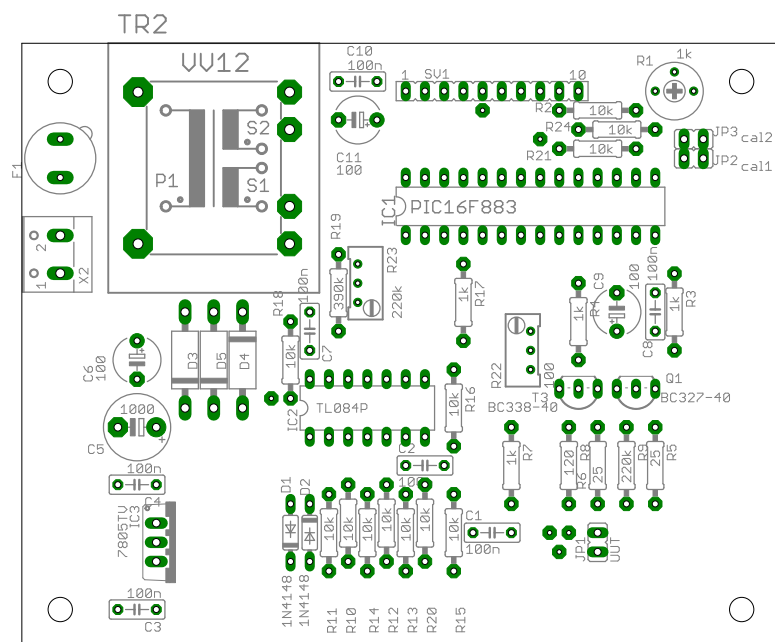 TR2
VV12
S2
P1
S1
F1
2
1
X2
C10
100n
C11
100
1
SV1
10
R1
1k
R2
10k
R24
10k
R21
10k
JP3
cal2
JP2
cal1
IC1
PIC16F883
R19
390k
R23
220k
R18
10k
100n
C7
R17
1k
C9
100
100n
C8
R4
1k
R3
1k
R22
100
T3
BC338-40
Q1
BC327-40
C6
100
D3
D5
D4
1000
C5
IC2
TL084P
R16
10k
C2
100n
C4
100n
IC3
7805TV
100n
C3
D1
D2
1N4148
1N4148
10k
10k
10k
10k
10k
10k
10k
R11
R10
R14
R12
R13
R20
R15
C1
100n
R7
1k
R6
120
R8
25
R9
220k
R5
25
JP1
UUT